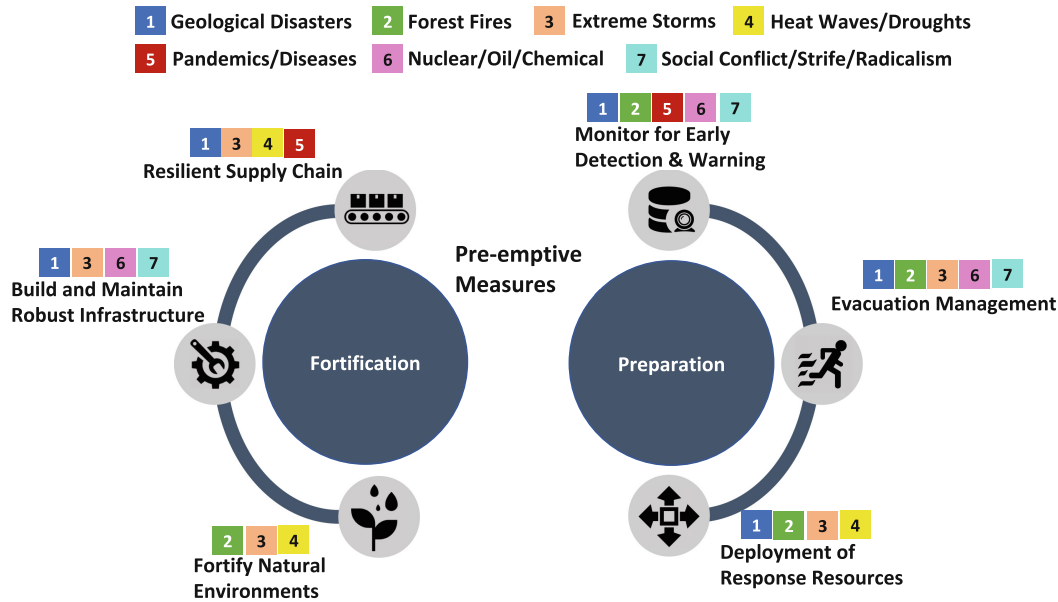 1 Geological Disasters 2 Forest Fires 3 Extreme Storms 4 Heat Waves/Droughts
5 Pandemics/Diseases 6 Nuclear/Oil/Chemical 7 Social Conflict/Strife/Radicalism
1 3 4 5
Resilient Supply Chain
1 3 6 7
Build and Maintain
Robust Infrastructure
Fortification
2 3 4
Fortify Natural
Environments
Pre-emptive
Measures
1 2 5 6 7
Monitor for Early
Detection & Warning
1 2 3 6 7
Evacuation Management
Preparation
1 2 3 4
Deployment of
Response Resources